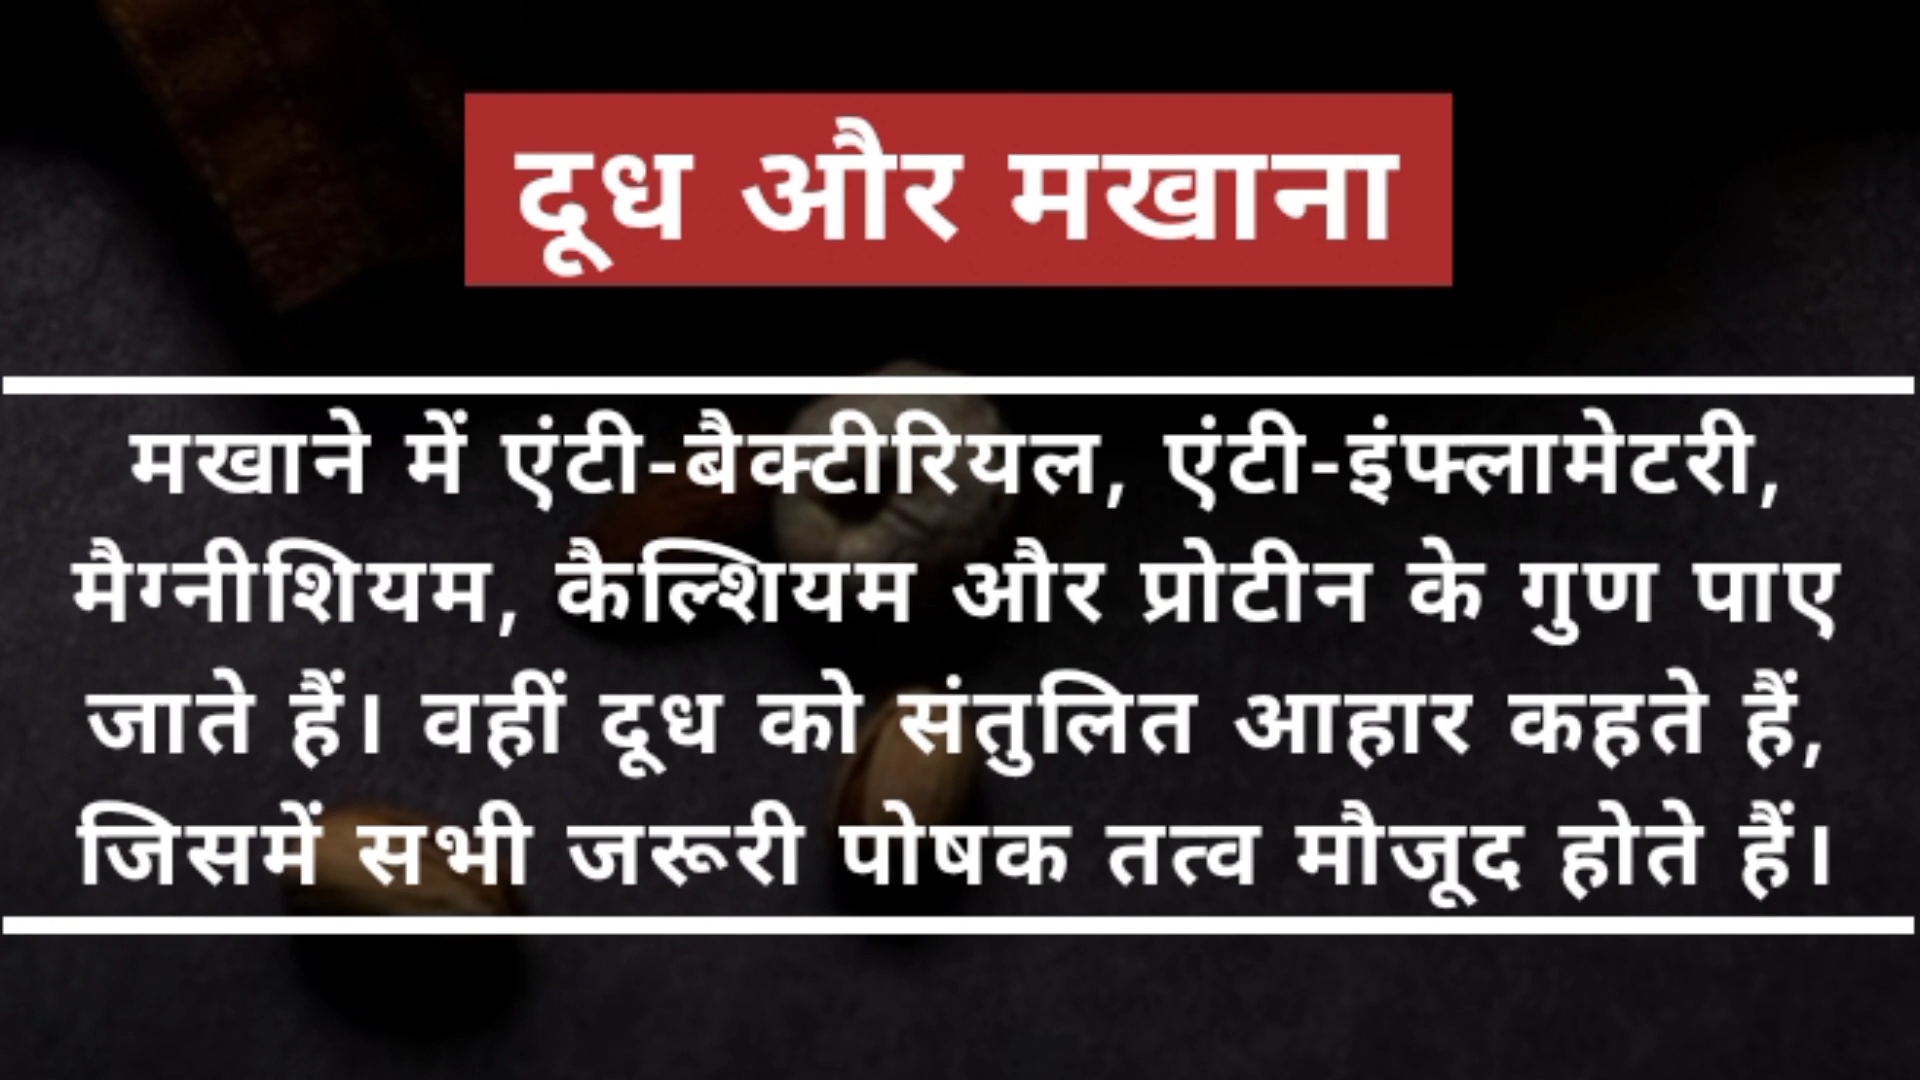 दूध और मखाना
मखाने में एंटी-बैक्टीरियल, एंटी-इंफ्लामेटरी,
मैग्नीशियम, कैल्शियम और प्रोटीन के गुण पाए
जाते हैं। वहीं दूध को संतुलित आहार कहते हैं,
जिसमें सभी जरूरी पोषक तत्व मौजूद होते हैं।